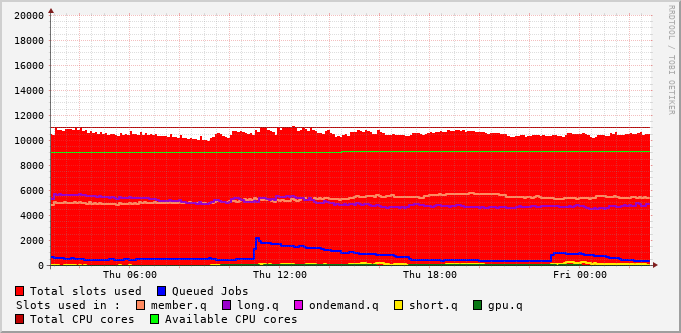 20000
18000
16000
14000
12000
10000
8000
6000
4000
2000
0
Thu 06:00 Thu 12:00 Thu 18:00 Fri 00:00
Total slots used Queued Jobs
Slots used in : member.q long.q ondemand.q short.q gpu.q
Total CPU cores Available CPU cores
RRDTOOL / TOBI OETIKER